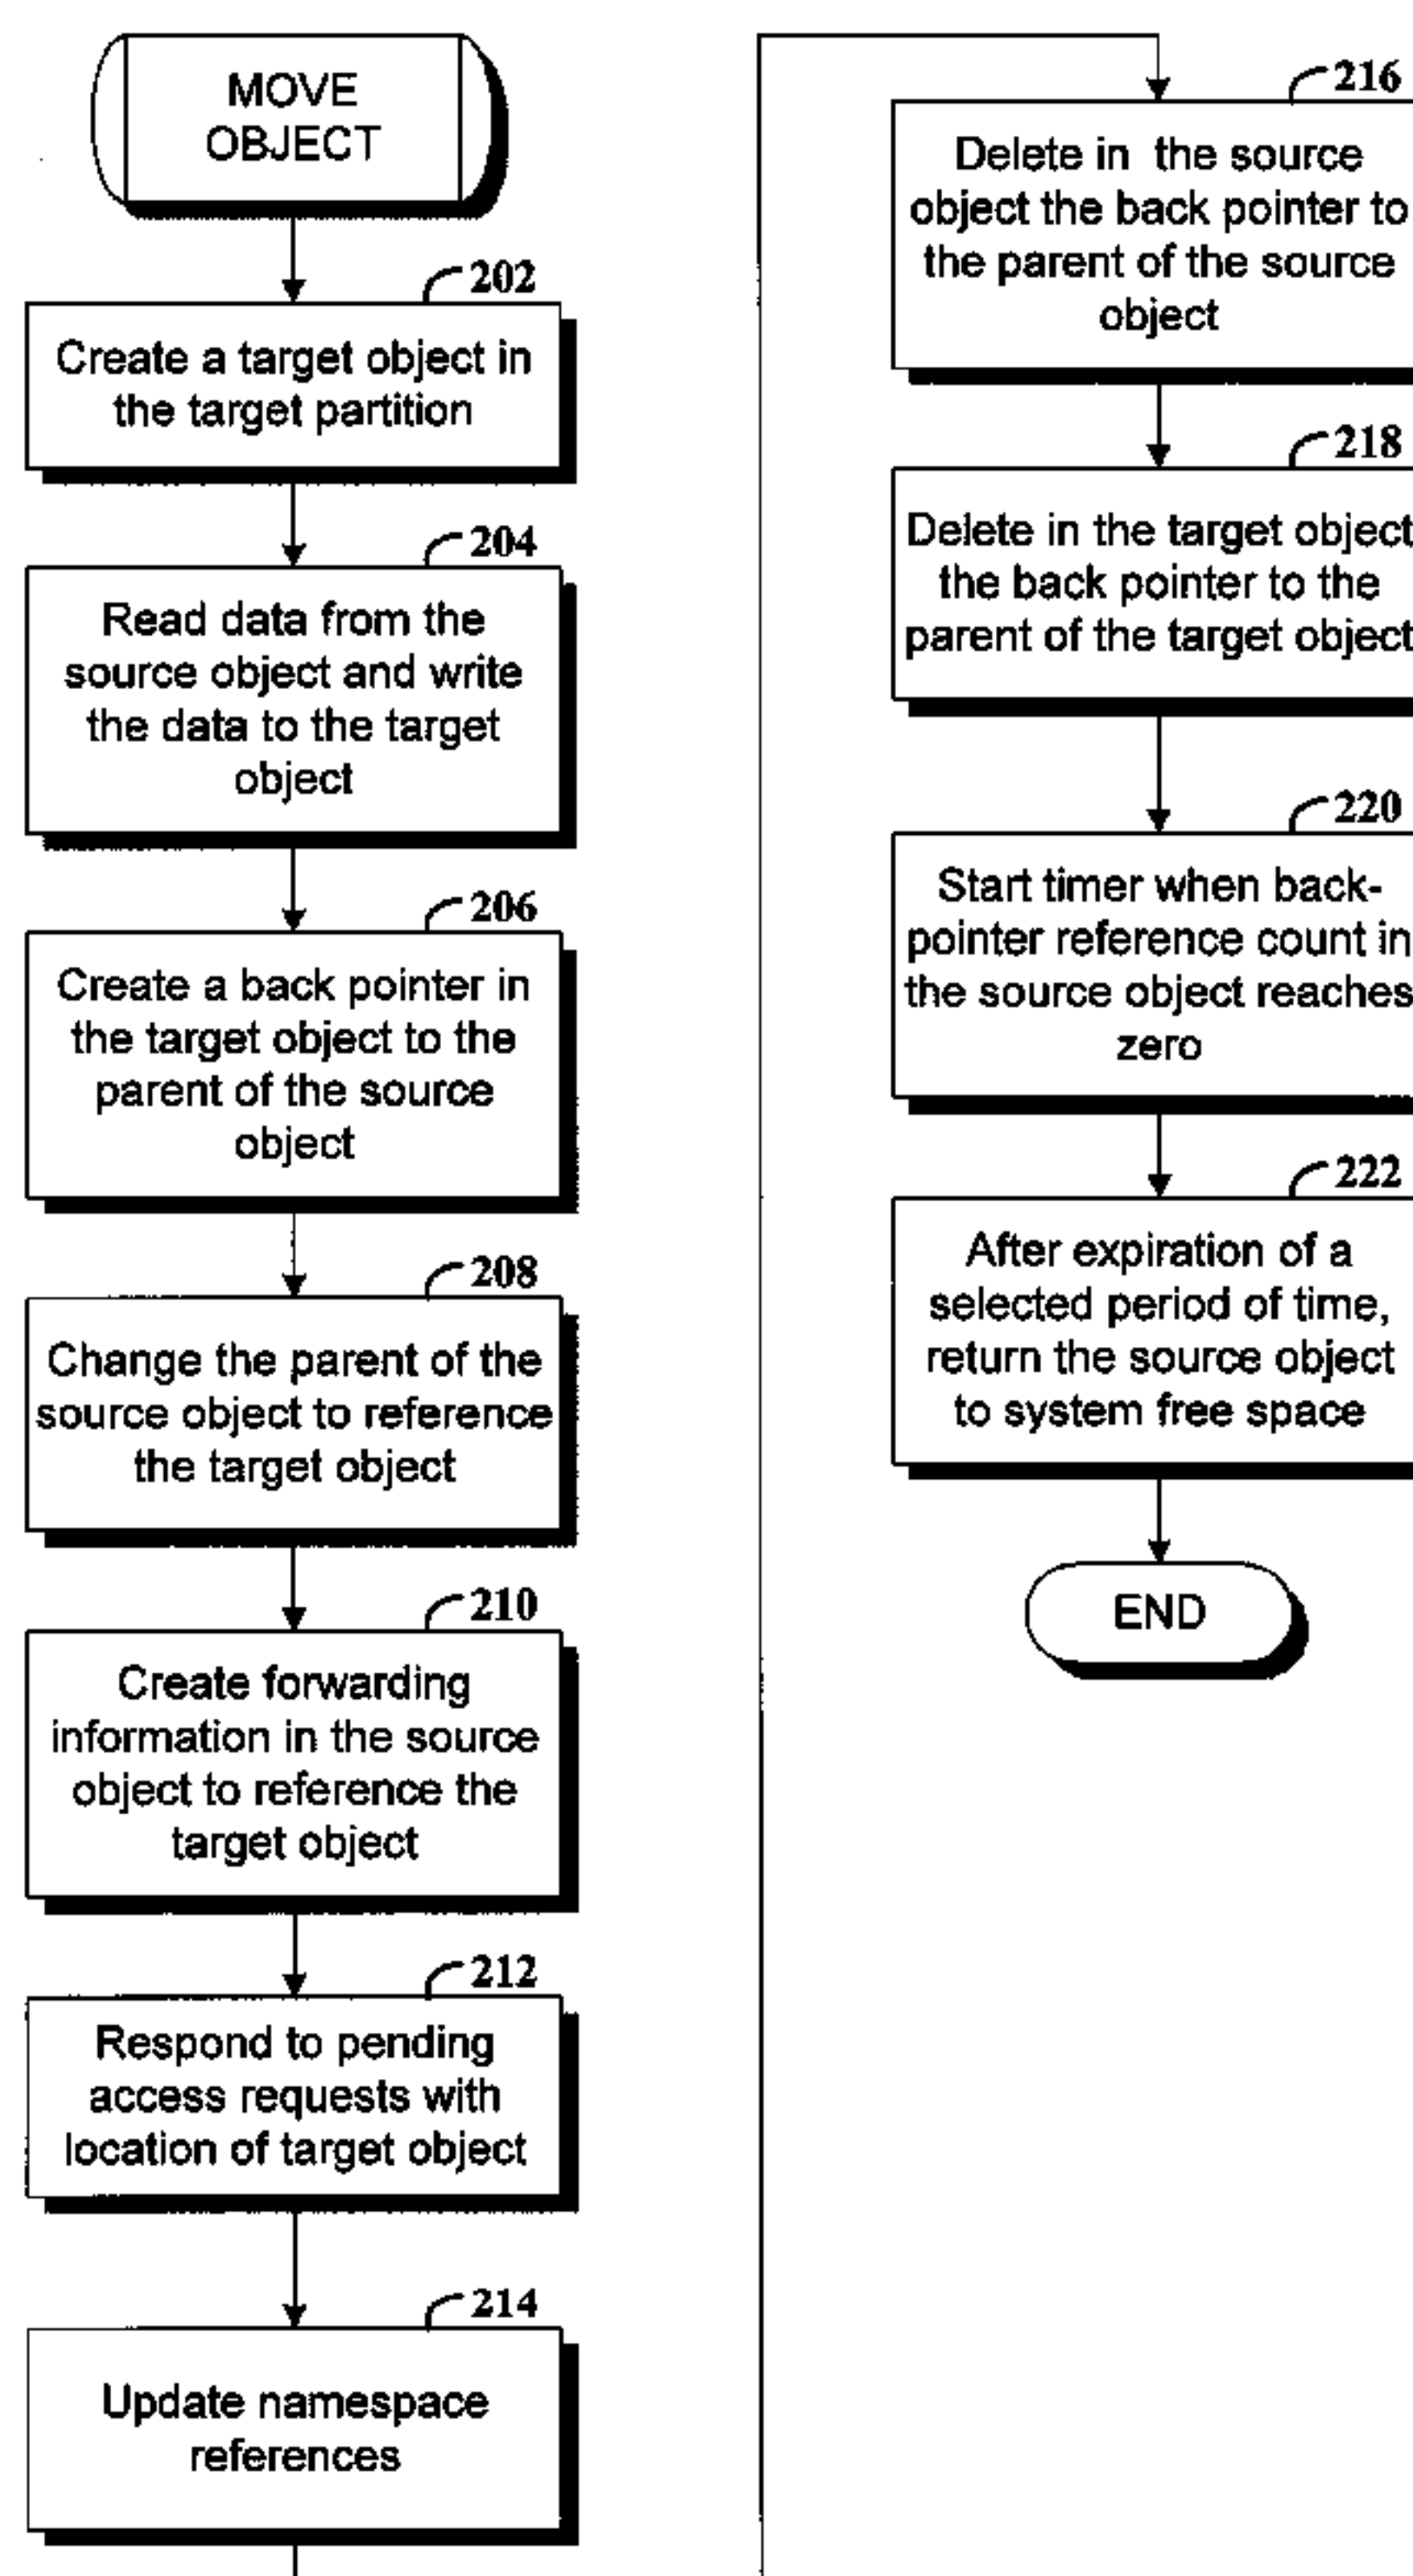 MOVE
OBJECT
202
Create a target object in
the target partition
204
Read data from the
source object and write
the data to the target
object
206
Create a back pointer in
the target object to the
parent of the source
object
208
Change the parent of the
source object to reference
the target object
210
Create forwarding
information in the source
object to reference the
target object
212
Respond to pending
access requests with
location of target object
214
Update namespace
references
216
Delete in the source
object the back pointer to
the parent of the source
object
218
Delete in the target object
the back pointer to the
parent of the target object
220
Start timer when back-
pointer reference count in
the source object reaches
zero
222
After expiration of a
selected period of time,
return the source object
to system free space
END